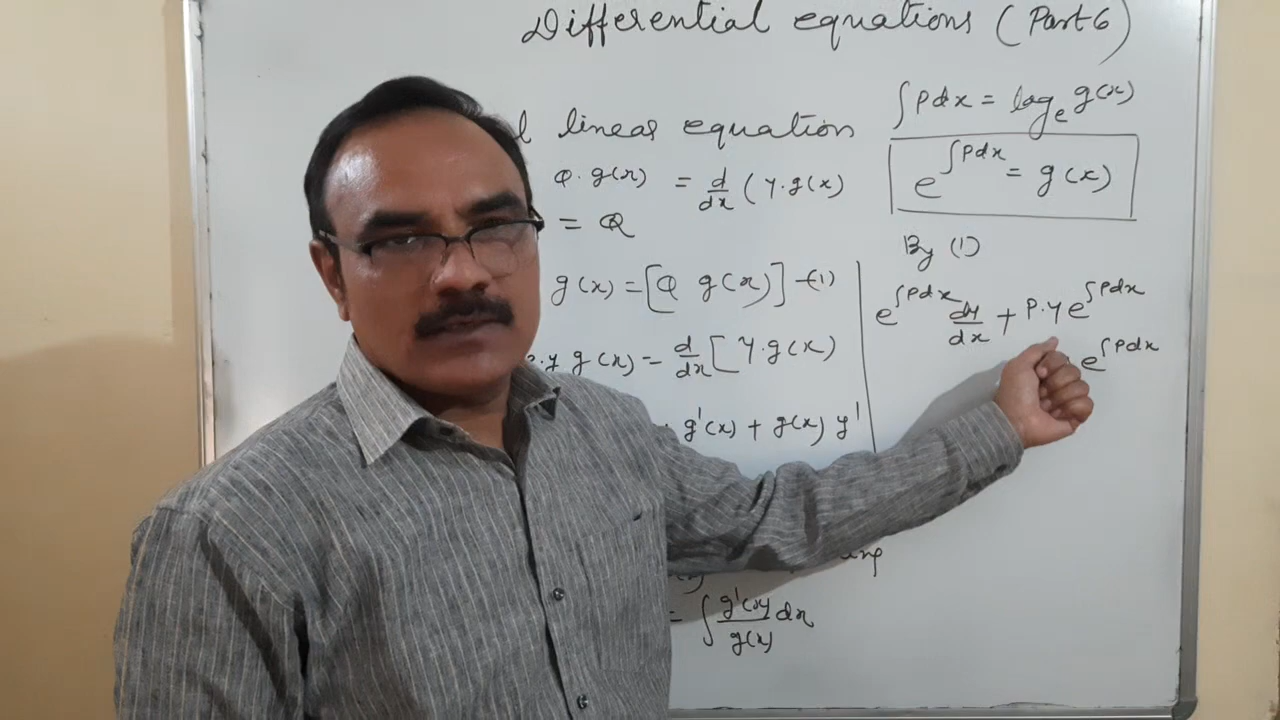 Differential equations (Part 6)
linear equation
Q. g(x) = d/dx (y.g(x)
= Q
g(x) = [Q g(x)] -(1)
.y g(x) = d/dx [y.g(x)
g'(x) + g(x) y'
= ∫ g'(x)/g(x) dx
∫Pdx = log_e g(x)
e^∫Pdx = g(x)
By (1)
e^∫Pdx dy/dx + P.y e^∫Pdx
e^∫Pdx